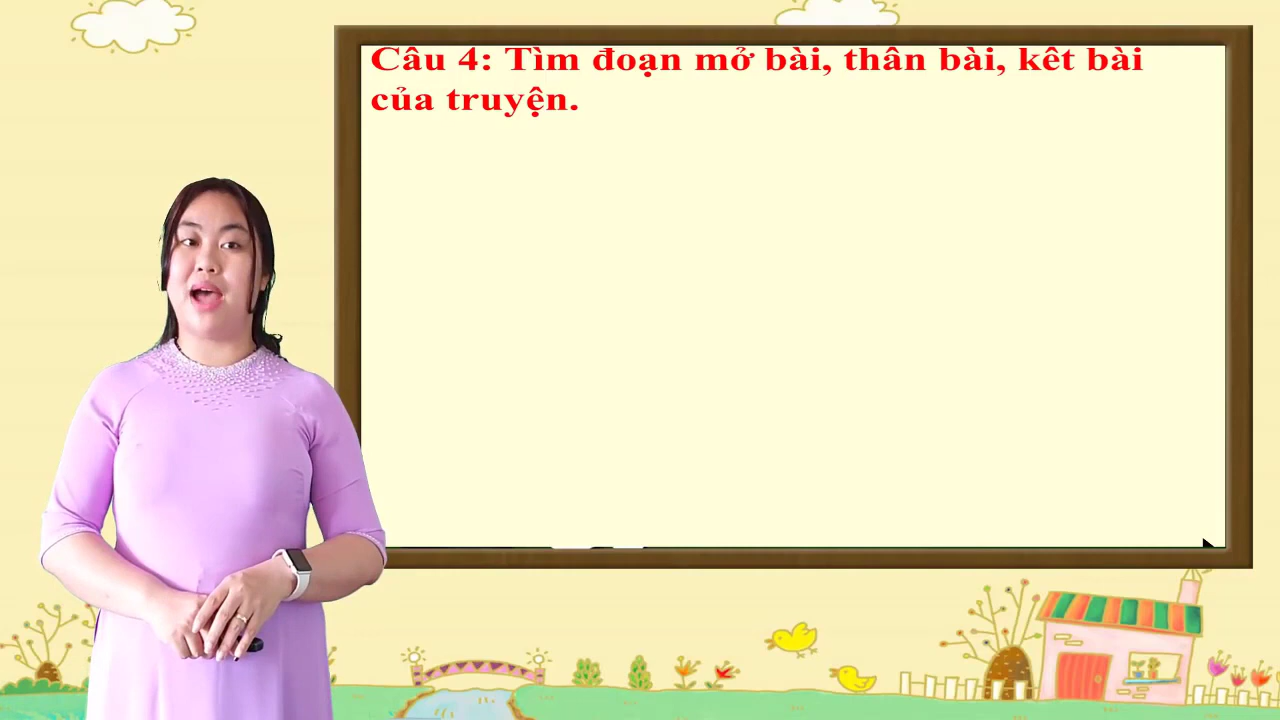 Câu 4: Tìm đoạn mở bài, thân bài, kêt bài
của truyện.